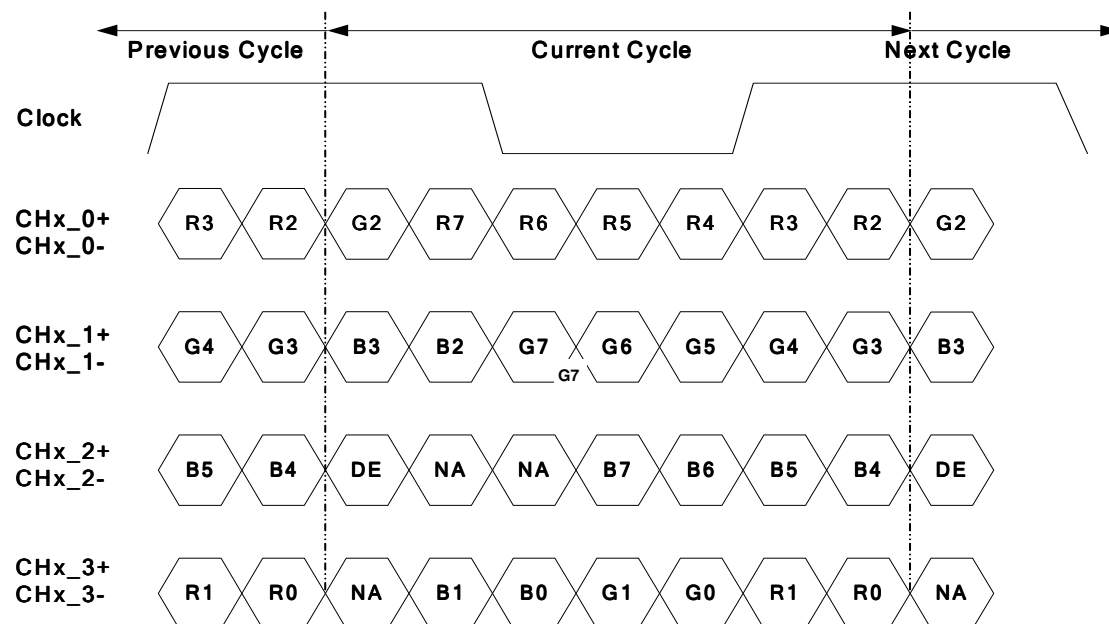 Previous Cycle Current Cycle Next Cycle
Clock
CHx_0+ R3 R2 G2 R7 R6 R5 R4 R3 R2 G2
CHx_0-
CHx_1+ G4 G3 B3 B2 G7 G6 G5 G4 G3 B3
CHx_1-
G7
CHx_2+ B5 B4 DE NA NA B7 B6 B5 B4 DE
CHx_2-
CHx_3+ R1 R0 NA B1 B0 G1 G0 R1 R0 NA
CHx_3-